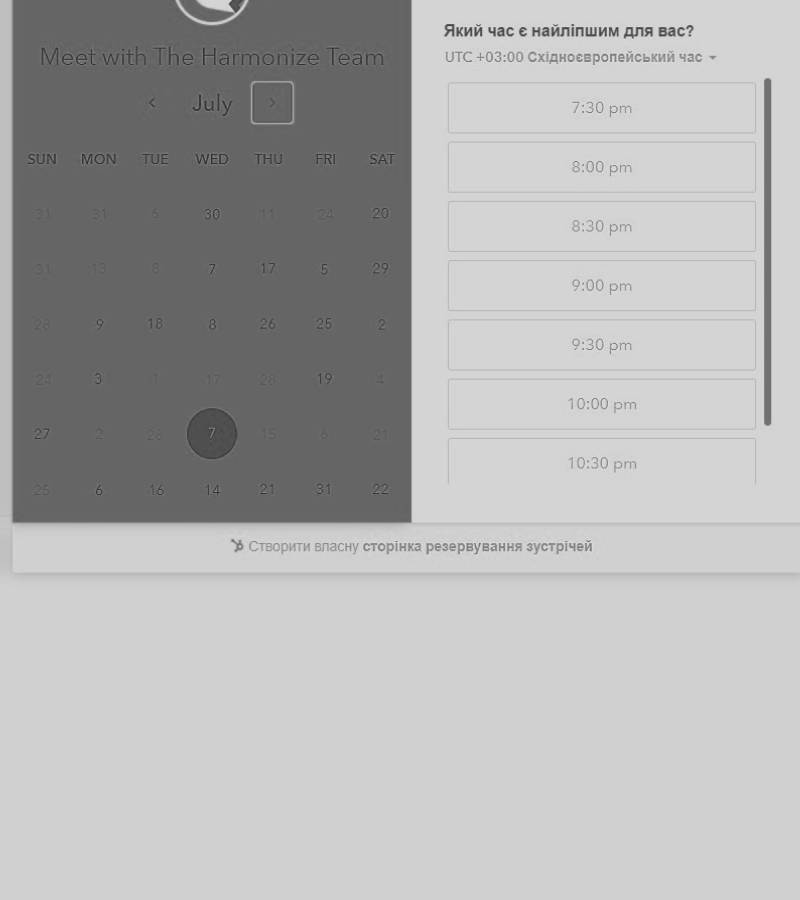 Meet with The Harmonize Team
July
SUN MON TUE WED THU FRI SAT
31 31 6 30 11 24 20
31 13 8 7 17 5 29
28 9 18 8 26 25 2
24 3 1 17 28 19 4
27 2 28 7 15 6 21
25 6 16 14 21 31 22
Який час є найліпшим для вас?
UTC +03:00 Східноєвропейський час
7:30 pm
8:00 pm
8:30 pm
9:00 pm
9:30 pm
10:00 pm
10:30 pm
Створити власну сторінка резервування зустрічей